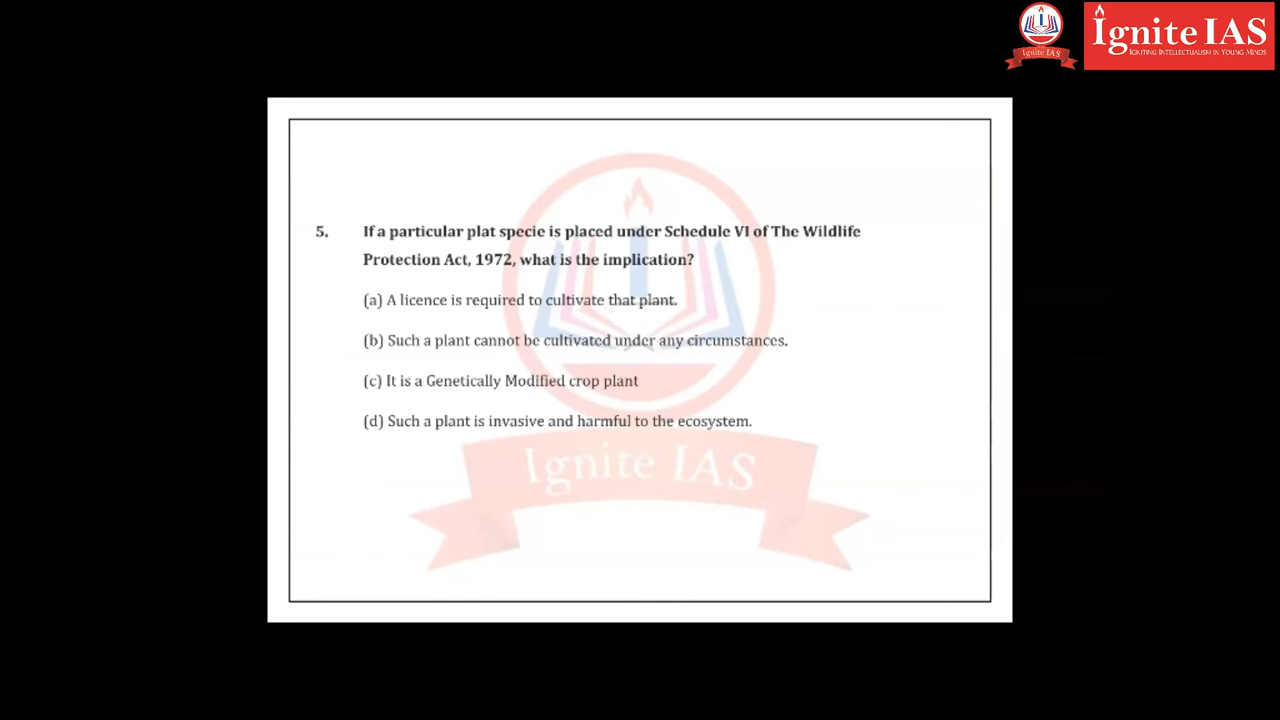 Ignite IAS
Ignite IAS
IGNITING INTELLECTUALISM IN YOUNG MINDS
5. If a particular plat specie is placed under Schedule VI of The Wildlife
Protection Act, 1972, what is the implication?
(a) A licence is required to cultivate that plant.
(b) Such a plant cannot be cultivated under any circumstances.
(c) It is a Genetically Modified crop plant
(d) Such a plant is invasive and harmful to the ecosystem.
Ignite IAS